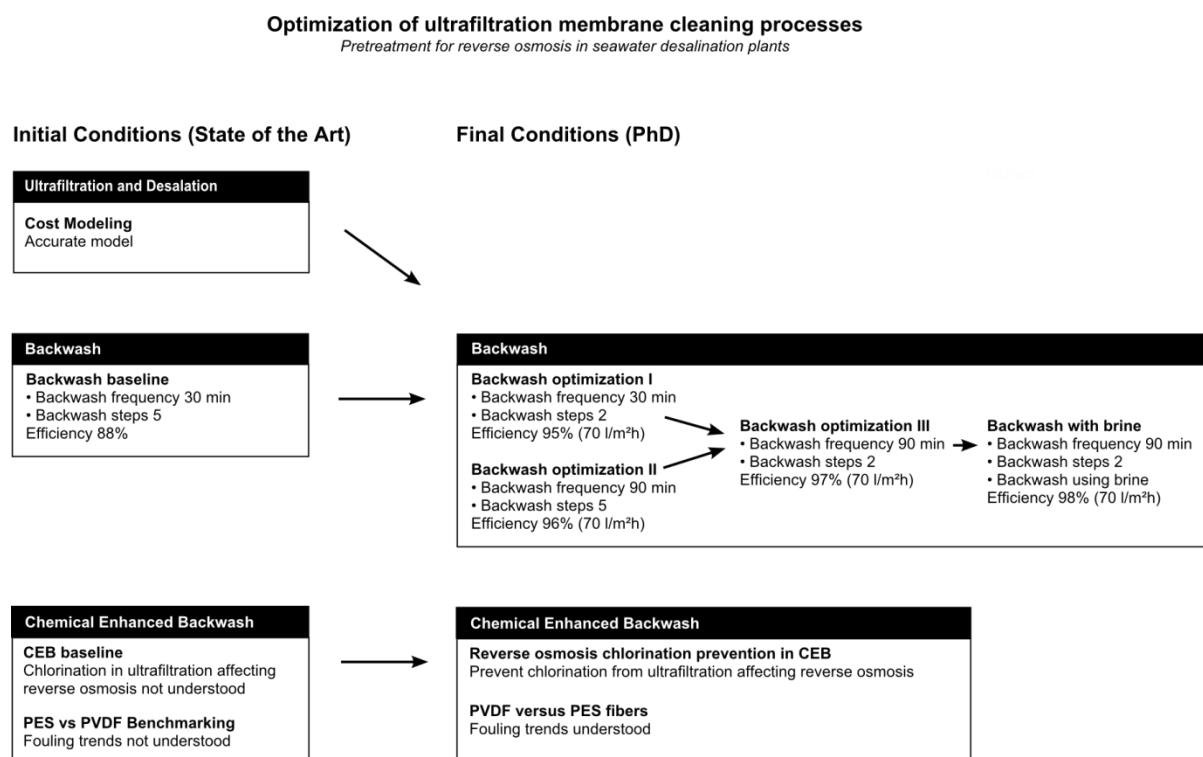 Optimization of ultrafiltration membrane cleaning processes
Pretreatment for reverse osmosis in seawater desalination plants
Initial Conditions (State of the Art)
Final Conditions (PhD)
Ultrafiltration and Desalation
Cost Modeling
Accurate model
Backwash
Backwash baseline
• Backwash frequency 30 min
• Backwash steps 5
Efficiency 88%
Backwash
Backwash optimization I
• Backwash frequency 30 min
• Backwash steps 2
Efficiency 95% (70 l/m²h)
Backwash optimization II
• Backwash frequency 90 min
• Backwash steps 5
Efficiency 96% (70 l/m²h)
Backwash optimization III
• Backwash frequency 90 min
• Backwash steps 2
Efficiency 97% (70 l/m²h)
Backwash with brine
• Backwash frequency 90 min
• Backwash steps 2
• Backwash using brine
Efficiency 98% (70 l/m²h)
Chemical Enhanced Backwash
CEB baseline
Chlorination in ultrafiltration affecting
reverse osmosis not understood
PES vs PVDF Benchmarking
Fouling trends not understood
Chemical Enhanced Backwash
Reverse osmosis chlorination prevention in CEB
Prevent chlorination from ultrafiltration affecting reverse osmosis
PVDF versus PES fibers
Fouling trends understood